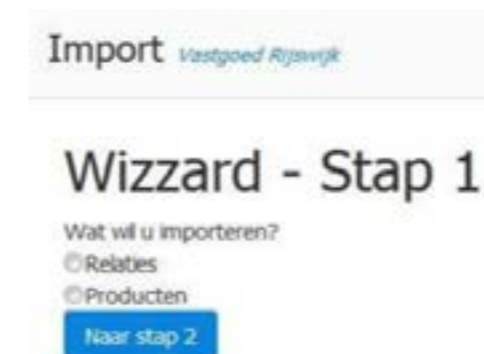 Import Vastgoed Rijswijk
Wizzard - Stap 1
Wat wil u importeren?
Relaties
Producten
Naar stap 2